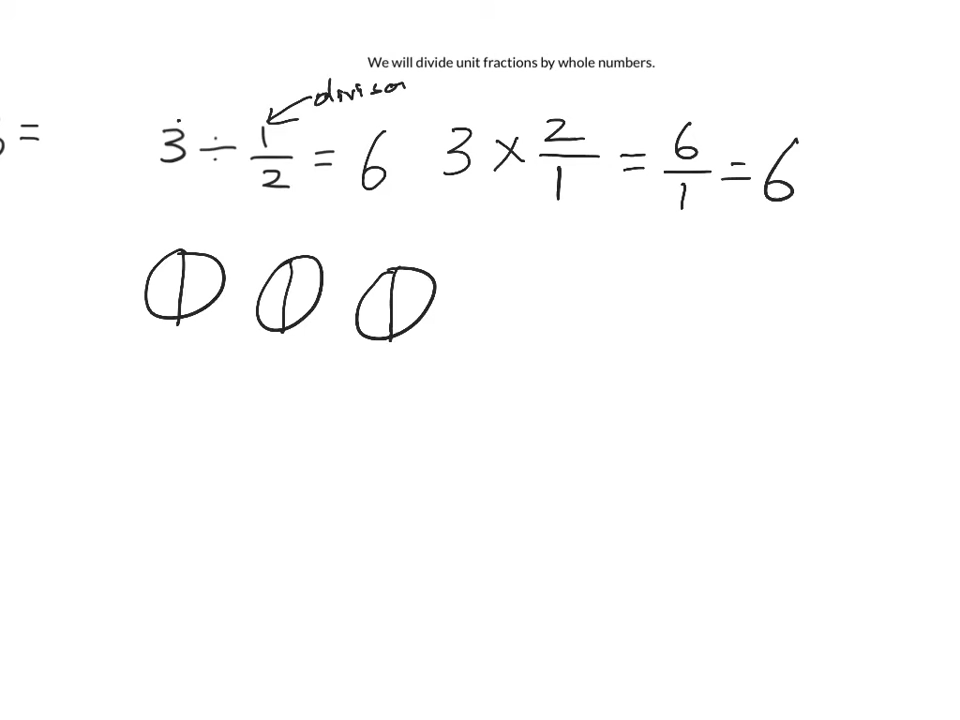 We will divide unit fractions by whole numbers.
divisor
= 3 ÷ 1/2 = 6 3 × 2/1 = 6/1 = 6